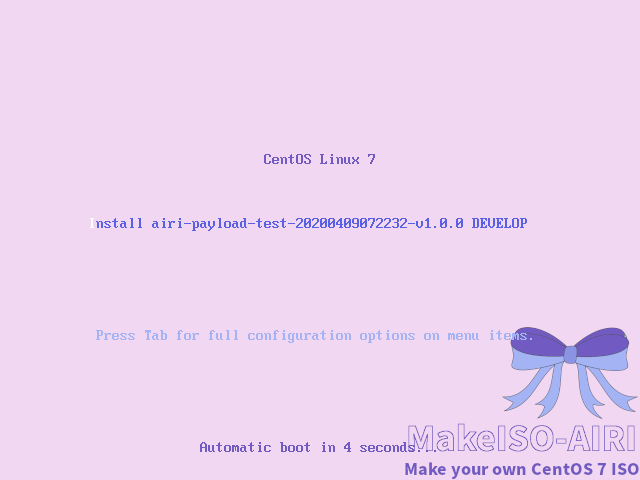 CentOS Linux 7
Install airi-payload-test-20200409072232-v1.0.0 DEVELOP
Press Tab for full configuration options on menu items.
Automatic boot in 4 seconds...
MakeISO-AIRI
Make your own CentOS 7 ISO